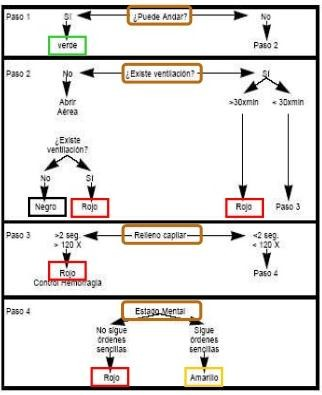 Paso 1
Si
¿Puede Andar?
No
verde
Paso 2
Paso 2
No
¿Existe ventilación?
Si
Abrir
Aérea
>30xmin
< 30xmin
¿Existe
ventilación?
No
Si
Negro
Rojo
Rojo
Paso 3
Paso 3
>2 seg.
> 120 X
Relleno capilar
<2 seg.
< 120 X
Rojo
Control Hemorragia
Paso 4
Paso 4
Estado Mental
No sigue
órdenes
sencillas
Sigue
órdenes
sencillas
Rojo
Amarillo